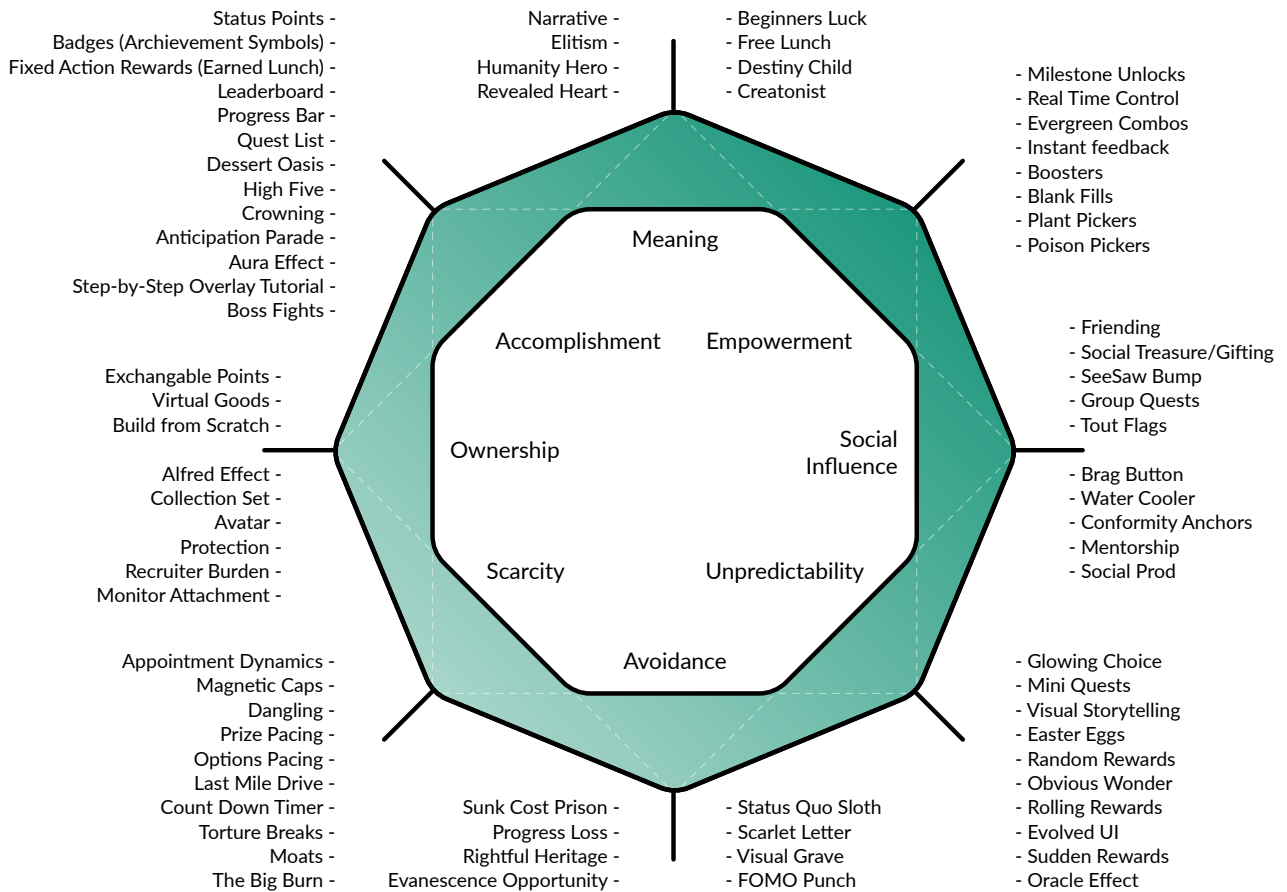 Status Points -
Badges (Archievement Symbols) -
Fixed Action Rewards (Earned Lunch) -
Leaderboard -
Progress Bar -
Quest List -
Dessert Oasis -
High Five -
Crowning -
Anticipation Parade -
Aura Effect -
Step-by-Step Overlay Tutorial -
Boss Fights -
Narrative -
Elitism -
Humanity Hero -
Revealed Heart -
- Beginners Luck
- Free Lunch
- Destiny Child
- Creatonist
- Milestone Unlocks
- Real Time Control
- Evergreen Combos
- Instant feedback
- Boosters
- Blank Fills
- Plant Pickers
- Poison Pickers
Meaning
Accomplishment
Empowerment
Ownership
Social
Influence
Scarcity
Unpredictability
Avoidance
Exchangable Points -
Virtual Goods -
Build from Scratch -
Alfred Effect -
Collection Set -
Avatar -
Protection -
Recruiter Burden -
Monitor Attachment -
- Friending
- Social Treasure/Gifting
- SeeSaw Bump
- Group Quests
- Tout Flags
- Brag Button
- Water Cooler
- Conformity Anchors
- Mentorship
- Social Prod
Appointment Dynamics -
Magnetic Caps -
Dangling -
Prize Pacing -
Options Pacing -
Last Mile Drive -
Count Down Timer -
Torture Breaks -
Moats -
The Big Burn -
Sunk Cost Prison -
Progress Loss -
Rightful Heritage -
Evanescence Opportunity -
- Status Quo Sloth
- Scarlet Letter
- Visual Grave
- FOMO Punch
- Glowing Choice
- Mini Quests
- Visual Storytelling
- Easter Eggs
- Random Rewards
- Obvious Wonder
- Rolling Rewards
- Evolved UI
- Sudden Rewards
- Oracle Effect